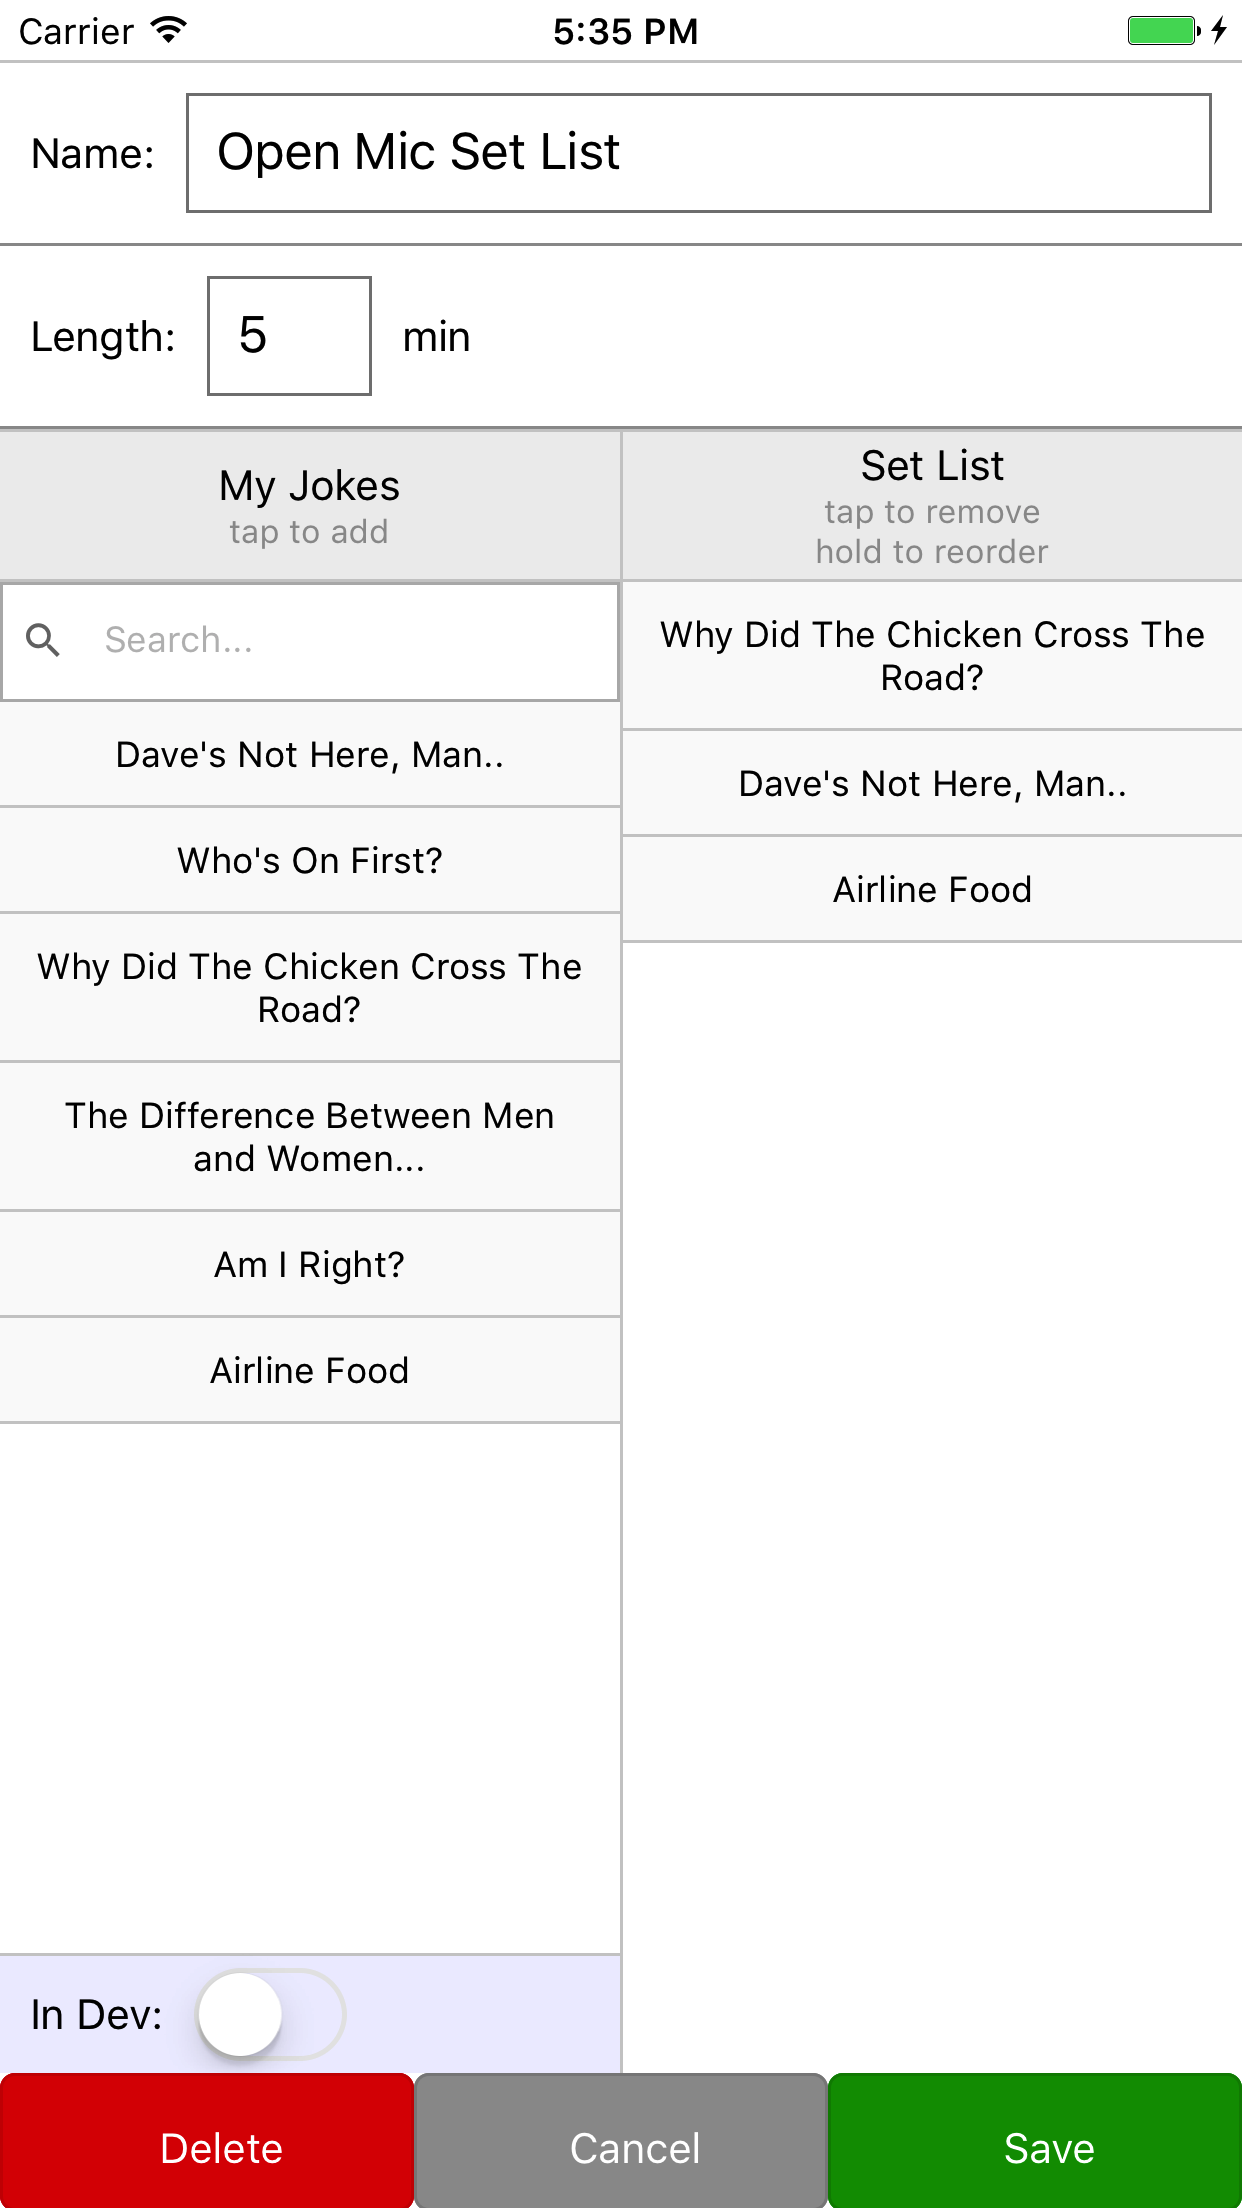 Carrier 5:35 PM
Name: Open Mic Set List
Length: 5 min
My Jokes
tap to add
Search...
Dave's Not Here, Man..
Who's On First?
Why Did The Chicken Cross The
Road?
The Difference Between Men
and Women...
Am I Right?
Airline Food
In Dev:
Set List
tap to remove
hold to reorder
Why Did The Chicken Cross The
Road?
Dave's Not Here, Man..
Airline Food
Delete Cancel Save